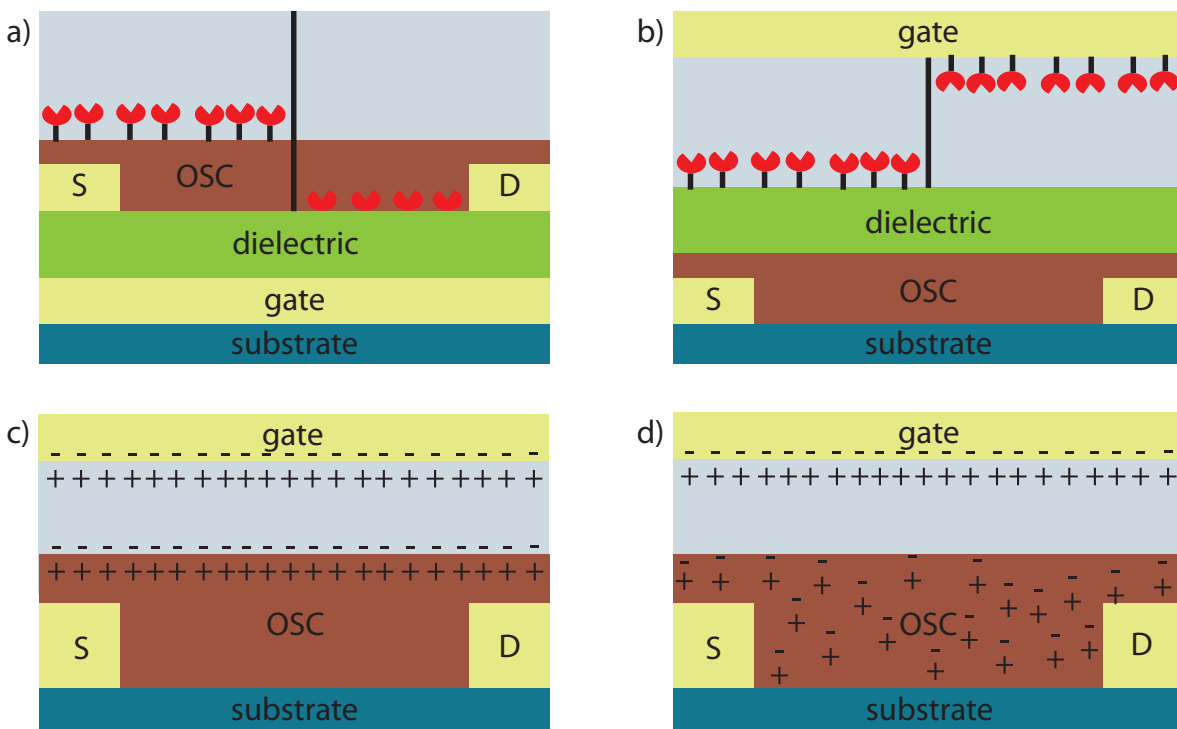 a)
S
OSC
D
dielectric
gate
substrate
b)
gate
dielectric
S
OSC
D
substrate
c)
gate
- - - - - - - - - - - - - - - - - - - -
+ + + + + + + + + + + + + + + + + + + +
- - - - - - - - - - - - - - - - - - - -
+ + + + + + + + + + + + + + + + + + + +
OSC
S
D
substrate
d)
gate
- - - - - - - - - - - - - - - - - - - -
+ + + + + + + + + + + + + + + + + + + +
OSC
S
D
substrate